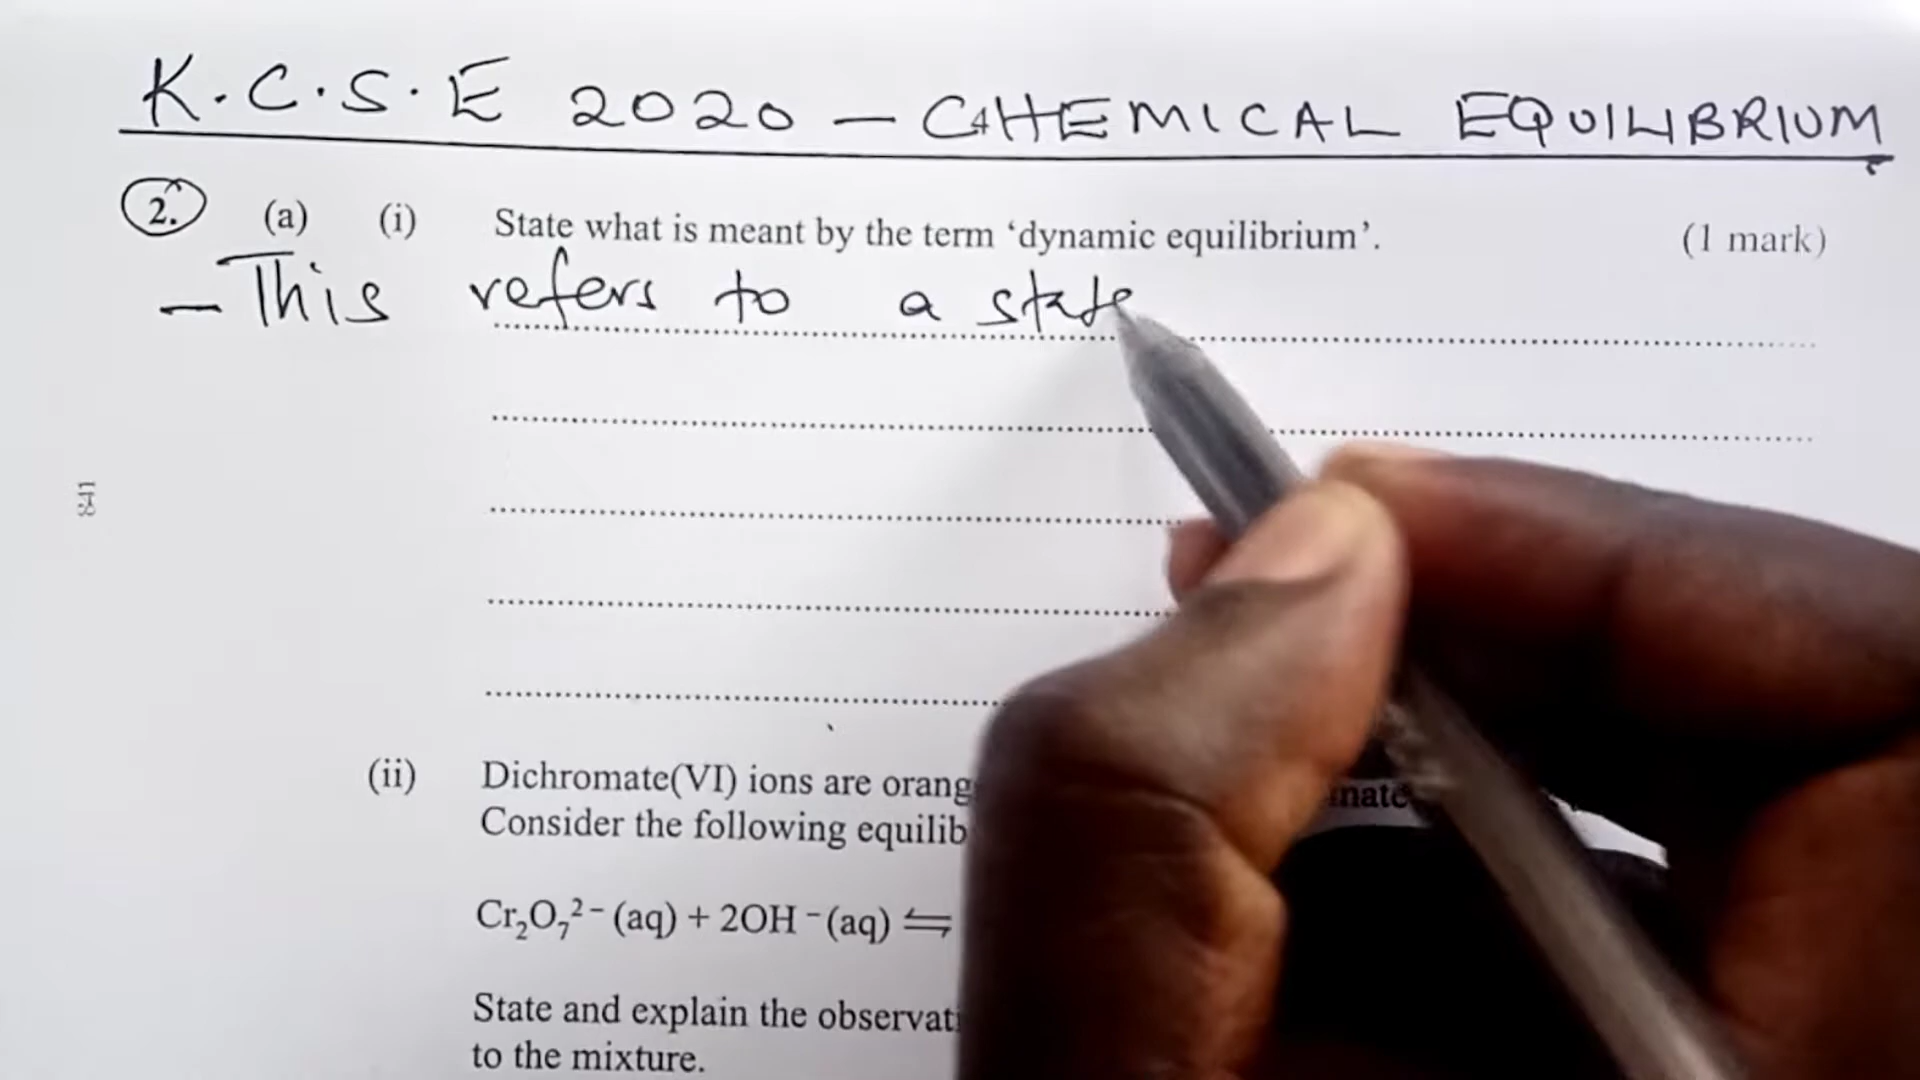 K.C.S.E 2020 - CHEMICAL EQUILIBRIUM
2. (a) (i) State what is meant by the term ‘dynamic equilibrium’. (1 mark)
- This refers to a state
841
(ii) Dichromate(VI) ions are orang
Consider the following equilib
Cr₂O₇²⁻ (aq) + 2OH⁻ (aq) ⇌
State and explain the observati
to the mixture.